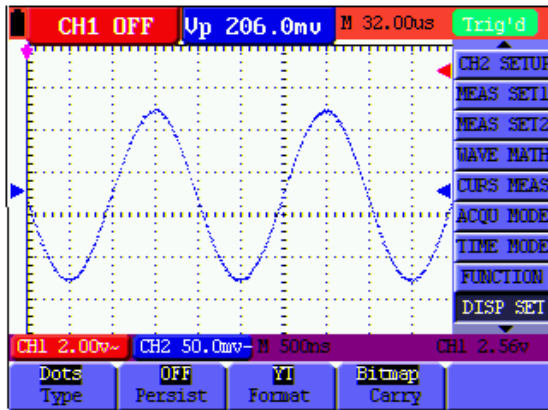 CH1 OFF Vp 206.0mv M 32.00us Trig'd
CH2 SETUP
MEAS SET1
MEAS SET2
WAVE MATH
CURS MEAS
ACQU MODE
TIME MODE
FUNCTION
DISP SET
CH1 2.00v~ CH2 50.0mv- M 500ns CH1 2.56v
Dots OFF YT Bitmap
Type Persist Format Carry